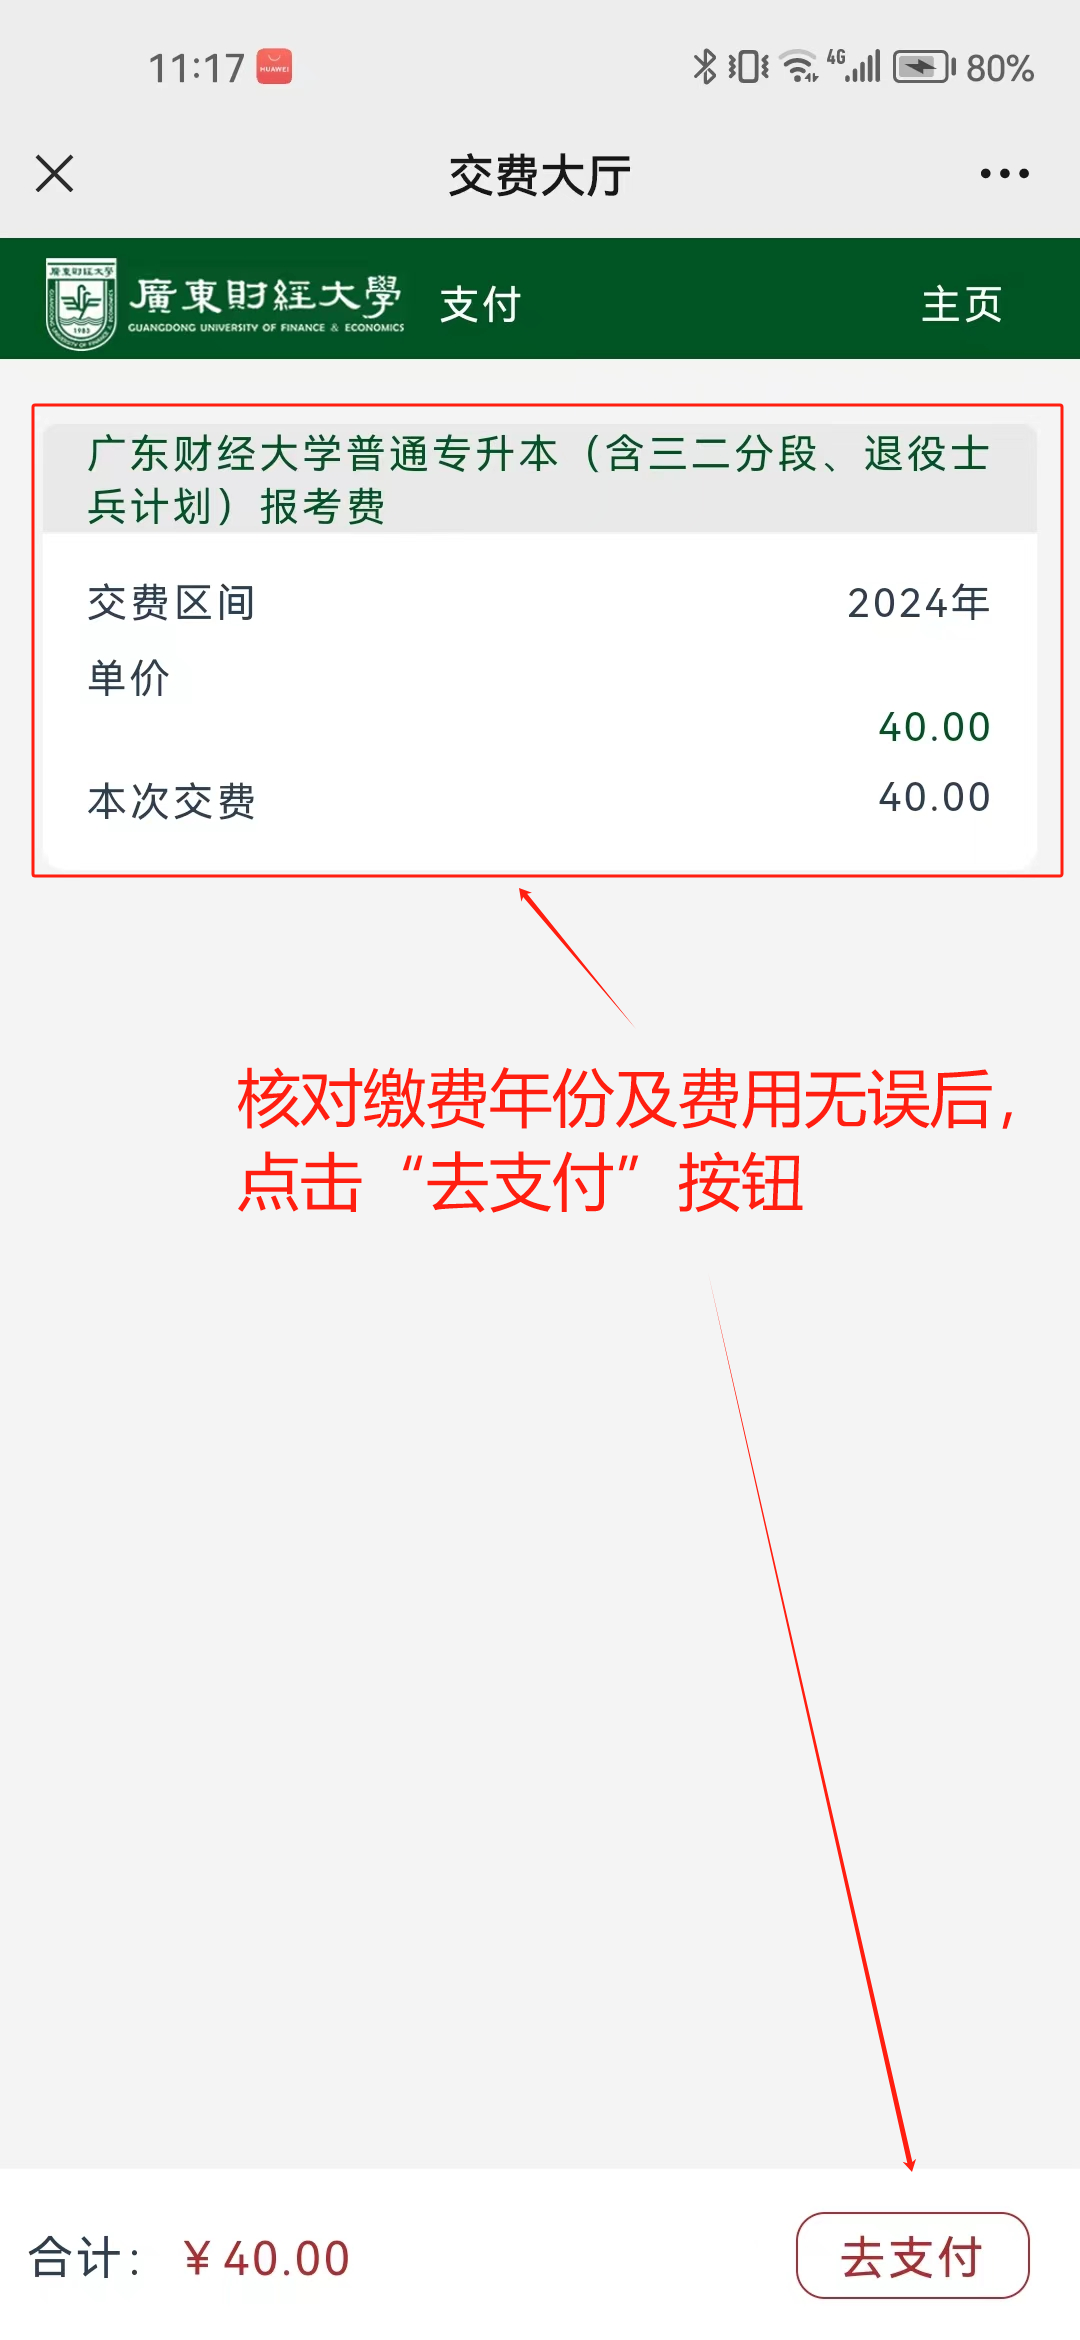 11:17
HUAWEI
4G
80%
交费大厅
廣東財經大學
GUANGDONG UNIVERSITY OF FINANCE & ECONOMICS
1983
支付
主页
广东财经大学普通专升本（含三二分段、退役士
兵计划）报考费
交费区间 2024年
单价
40.00
本次交费 40.00
核对缴费年份及费用无误后，
点击“去支付”按钮
合计： ¥40.00
去支付